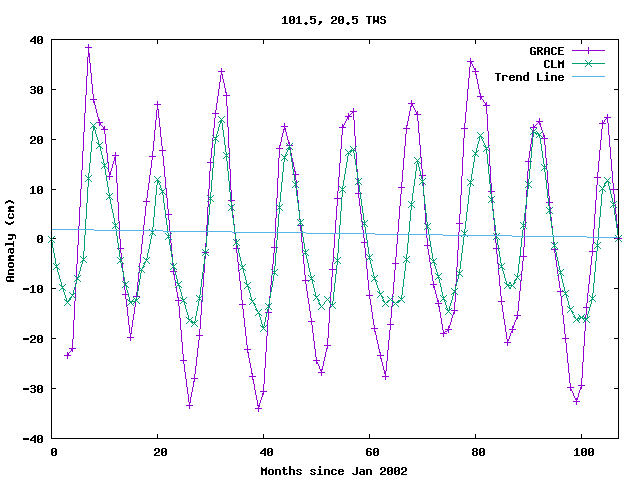 101.5, 20.5 TWS
GRACE
CLM
Trend Line
40
30
20
10
0
-10
-20
-30
-40
Anomaly (cm)
0 20 40 60 80 100
Months since Jan 2002